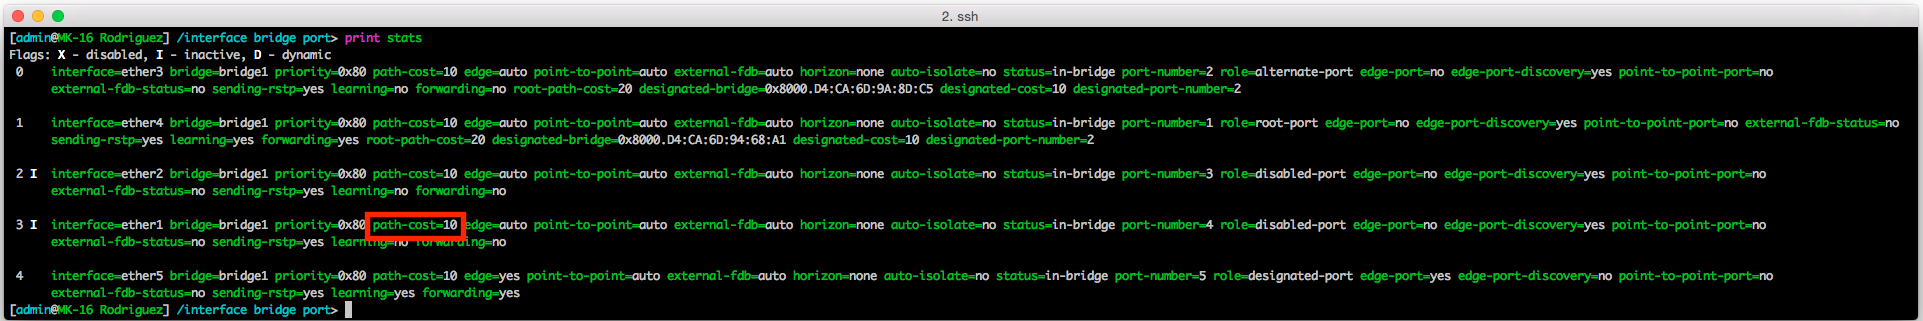 2. ssh
[admin@MK-16 Rodriguez] /interface bridge port> print stats
Flags: X - disabled, I - inactive, D - dynamic
0 interface=ether3 bridge=bridge1 priority=0x80 path-cost=10 edge=auto point-to-point=auto external-fdb=auto horizon=none auto-isolate=no status=in-bridge port-number=2 role=alternate-port edge-port=no edge-port-discovery=yes point-to-point-port=no
external-fdb-status=no sending-rstp=yes learning=no forwarding=no root-path-cost=20 designated-bridge=0x8000.D4:CA:6D:9A:8D:C5 designated-cost=10 designated-port-number=2
1 interface=ether4 bridge=bridge1 priority=0x80 path-cost=10 edge=auto point-to-point=auto external-fdb=auto horizon=none auto-isolate=no status=in-bridge port-number=1 role=root-port edge-port=no edge-port-discovery=yes point-to-point-port=no external-fdb-status=no
sending-rstp=yes learning=yes forwarding=yes root-path-cost=20 designated-bridge=0x8000.D4:CA:6D:94:68:A1 designated-cost=10 designated-port-number=2
2 I interface=ether2 bridge=bridge1 priority=0x80 path-cost=10 edge=auto point-to-point=auto external-fdb=auto horizon=none auto-isolate=no status=in-bridge port-number=3 role=disabled-port edge-port=no edge-port-discovery=yes point-to-point-port=no
external-fdb-status=no sending-rstp=yes learning=no forwarding=no
3 I interface=ether1 bridge=bridge1 priority=0x80 path-cost=10 edge=auto point-to-point=auto external-fdb=auto horizon=none auto-isolate=no status=in-bridge port-number=4 role=disabled-port edge-port=no edge-port-discovery=yes point-to-point-port=no
external-fdb-status=no sending-rstp=yes learning=no forwarding=no
4 interface=ether5 bridge=bridge1 priority=0x80 path-cost=10 edge=yes point-to-point=auto external-fdb=auto horizon=none auto-isolate=no status=in-bridge port-number=5 role=designated-port edge-port=yes edge-port-discovery=no point-to-point-port=no
external-fdb-status=no sending-rstp=yes learning=yes forwarding=yes
[admin@MK-16 Rodriguez] /interface bridge port>